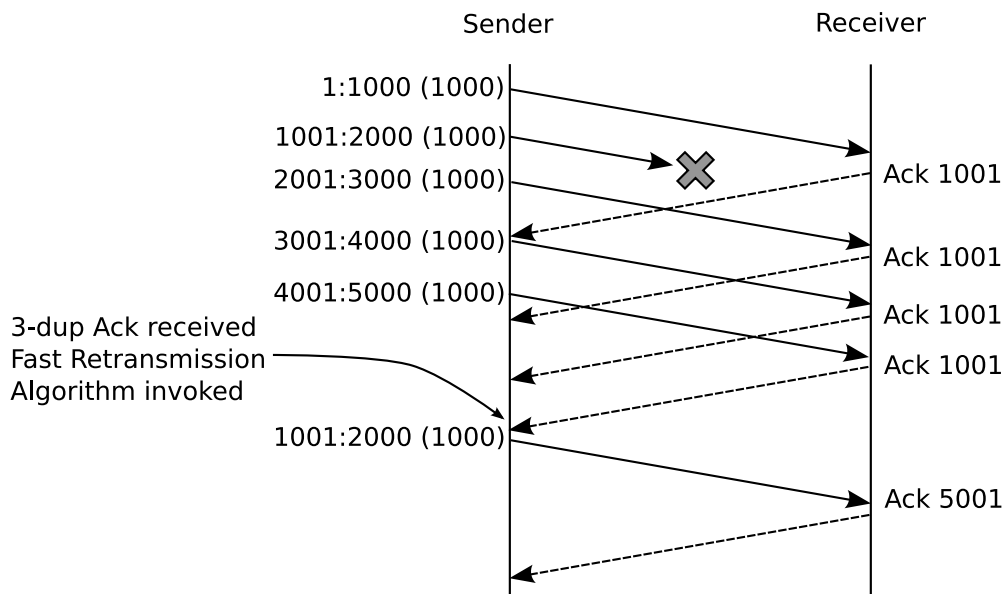 Sender
Receiver
1:1000 (1000)
1001:2000 (1000)
Ack 1001
2001:3000 (1000)
3001:4000 (1000)
Ack 1001
4001:5000 (1000)
Ack 1001
3-dup Ack received
Fast Retransmission
Algorithm invoked
Ack 1001
1001:2000 (1000)
Ack 5001